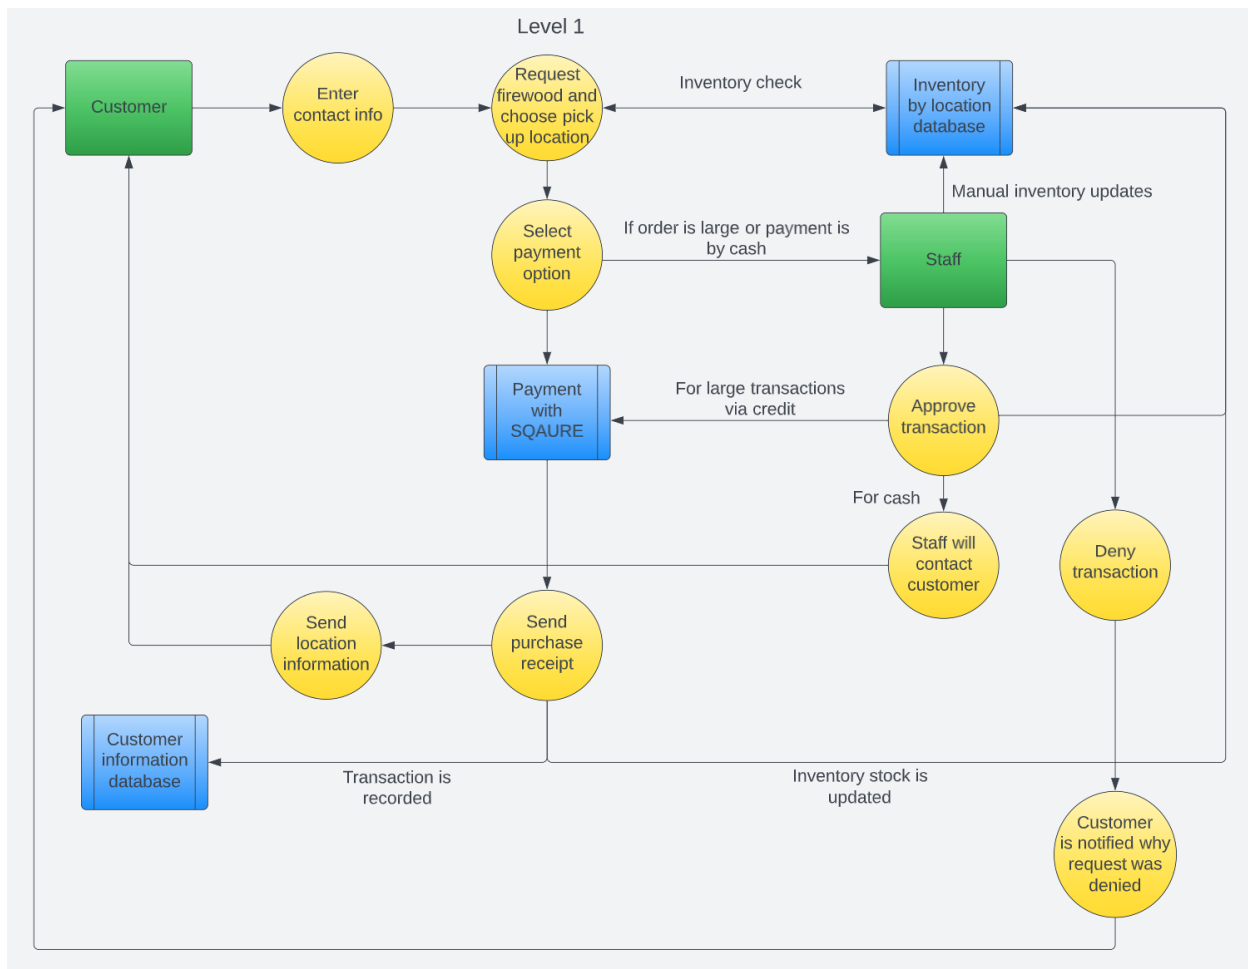 Level 1
Customer
Enter
contact info
Request
firewood and
choose pick
up location
Inventory check
Inventory
by location
database
Manual inventory updates
Select
payment
option
If order is large or payment is
by cash
Staff
Payment
with
SQAURE
For large transactions
via credit
Approve
transaction
For cash
Staff will
contact
customer
Deny
transaction
Send
location
information
Send
purchase
receipt
Customer
information
database
Transaction is
recorded
Inventory stock is
updated
Customer
is notified why
request was
denied